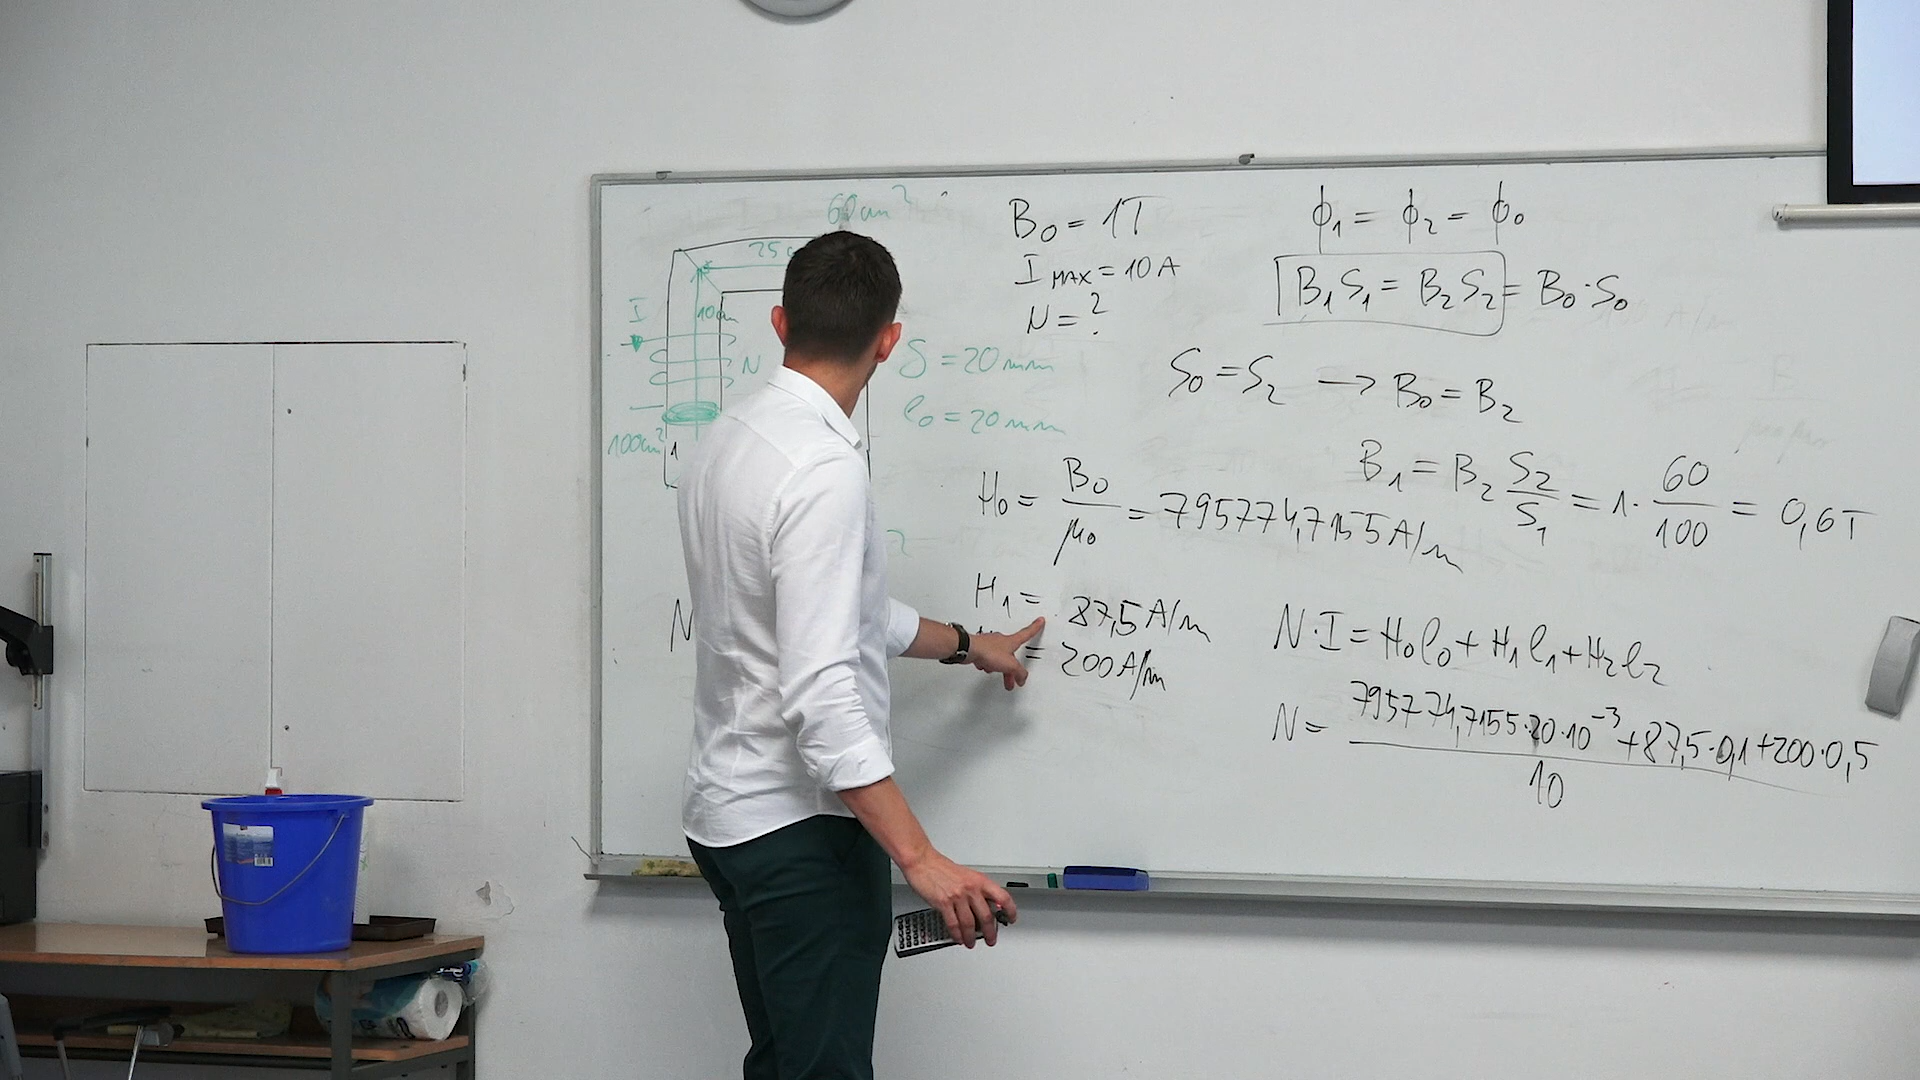 60cm²
25
10cm
I
N
100cm²
1
δ = 20mm
l₀ = 20mm
2
N
B₀ = 1T
I MAX = 10A
N = ?
ϕ₁ = ϕ₂ = ϕ₀
B₁S₁ = B₂S₂ = B₀·S₀
S₀ = S₂ → B₀ = B₂
B₁ = B₂ S₂/S₁ = 1· 60/100 = 0,6T
H₀ = B₀/μ₀ = 795774,7155 A/m
H₁ = 87,5 A/m
= 200 A/m
N·I = H₀l₀ + H₁l₁ + H₂l₂
N = (795774,7155·20·10⁻³ + 87,5·0,1 + 200·0,5)/10